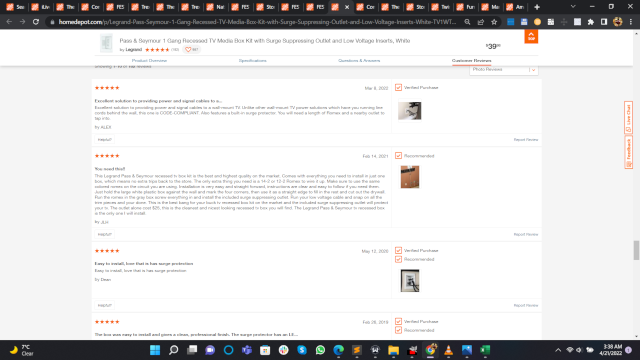 homedepot.com/p/Legrand-Pass-Seymour-1-Gang-Recessed-TV-Media-Box-Kit-with-Surge-Suppressing-Outlet-and-Low-Voltage-Inserts-White-TV1WT...
Pass & Seymour 1 Gang Recessed TV Media Box Kit with Surge Suppressing Outlet and Low Voltage Inserts, White
by Legrand
$39
Product Overview Specifications Questions & Answers Customer Reviews
Photo Reviews
Mar 8, 2022 Verified Purchase
Excellent solution to providing power and signal cables to a...
Excellent solution to providing power and signal cables to a wall-mount TV. Unlike other wall-mount TV power solutions which have you running line
cords behind the wall, this one is CODE-COMPLIANT. Also features a built-in surge protector. You will need a length of Romex and a nearby outlet to
tap into.
by ALEX
Helpful? Report Review
Feb 14, 2021 Recommended
You need this!!
This Legrand Pass & Seymour recessed tv box kit is the best and highest quality on the market. Comes with everything you need to install it just one
box, which means no extra trips back to the store. The only extra thing you need is a 14-2 or 12-2 Romex to wire it up. Make sure to use the same
colored romex on the circuit you are using. Installation is very easy and straight forward, instructions are clear and easy to follow if you need them.
Just hold the large white plastic box against the wall and mark the four corners, then use it as a straight edge to fill in the rest and cut the drywall.
Run the romex in the gray box screw everything in and install the included surge suppressing outlet. Run your low voltage cable and snap on all the
trim pieces and your done. This is the best bang for your buck tv recessed box kit on the market and the included surge suppressing outlet will protect
your tv. The outlet alone cost $25, this is the cleanest and nicest looking recessed tv box you will find. The Legrand Pass & Seymour tv recessed box
is the only one I will install
Helpful? Report Review
May 12, 2020 Verified Purchase
Recommended
Easy to install, love that is has surge protection
Easy to install, love that is has surge protection
by Dean
Helpful? Report Review
Feb 28, 2019 Verified Purchase
Recommended
The box was easy to install and gives a clean, professional finish. The surge protector has an LE...
Live Chat
Feedback
7°C
Clear
3:38 AM
4/21/2022